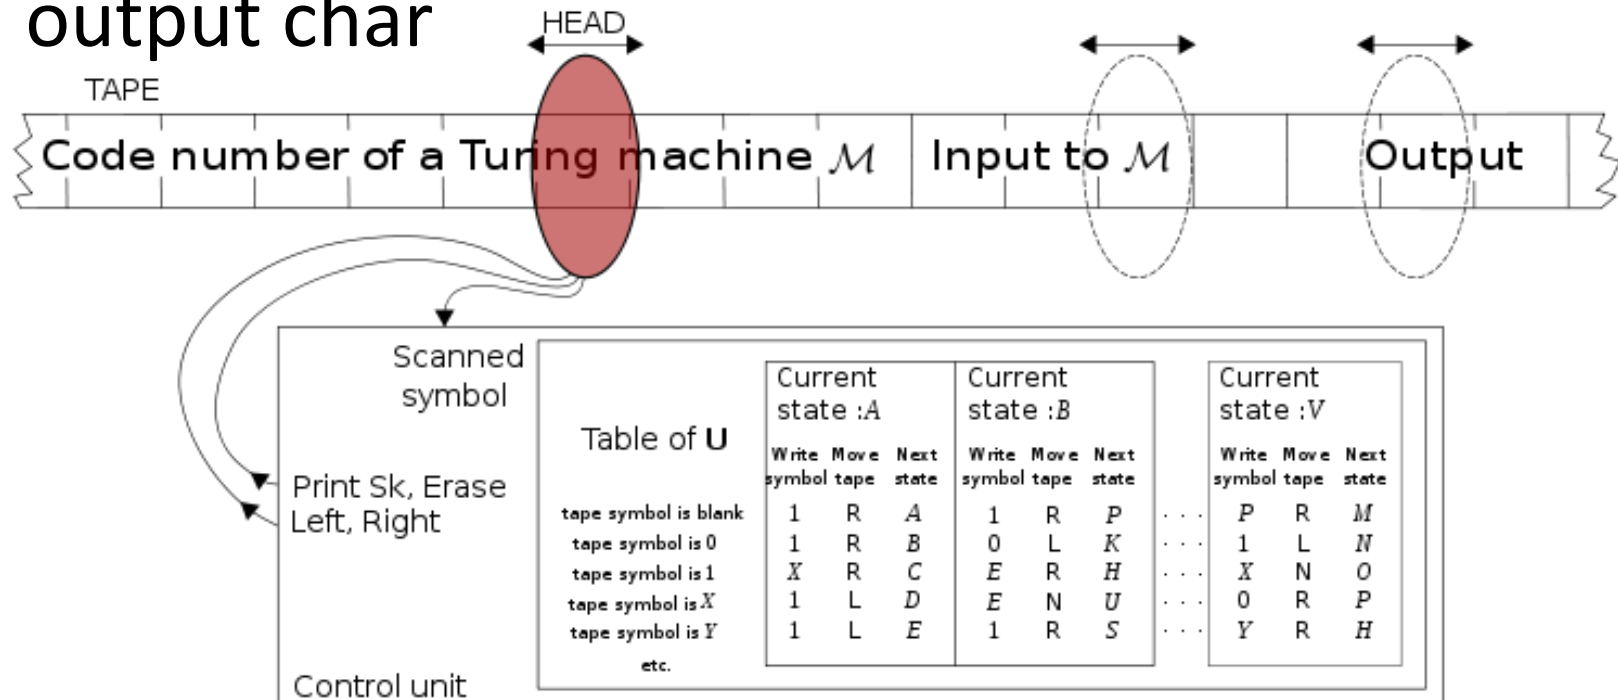 output char
HEAD
TAPE
Code number of a Turing machine ℳ Input to ℳ Output
Scanned
symbol
Print Sk, Erase
Left, Right
Control unit
Table of U
Current Current Current
state :A state :B state :V
Write Move Next Write Move Next Write Move Next
symbol tape state symbol tape state symbol tape state
tape symbol is blank 1 R A 1 R P . . . P R M
tape symbol is 0 1 R B 0 L K . . . 1 L N
tape symbol is 1 X R C E R H . . . X N O
tape symbol is X 1 L D E N U . . . 0 R P
tape symbol is Y 1 L E 1 R S . . . Y R H
etc.